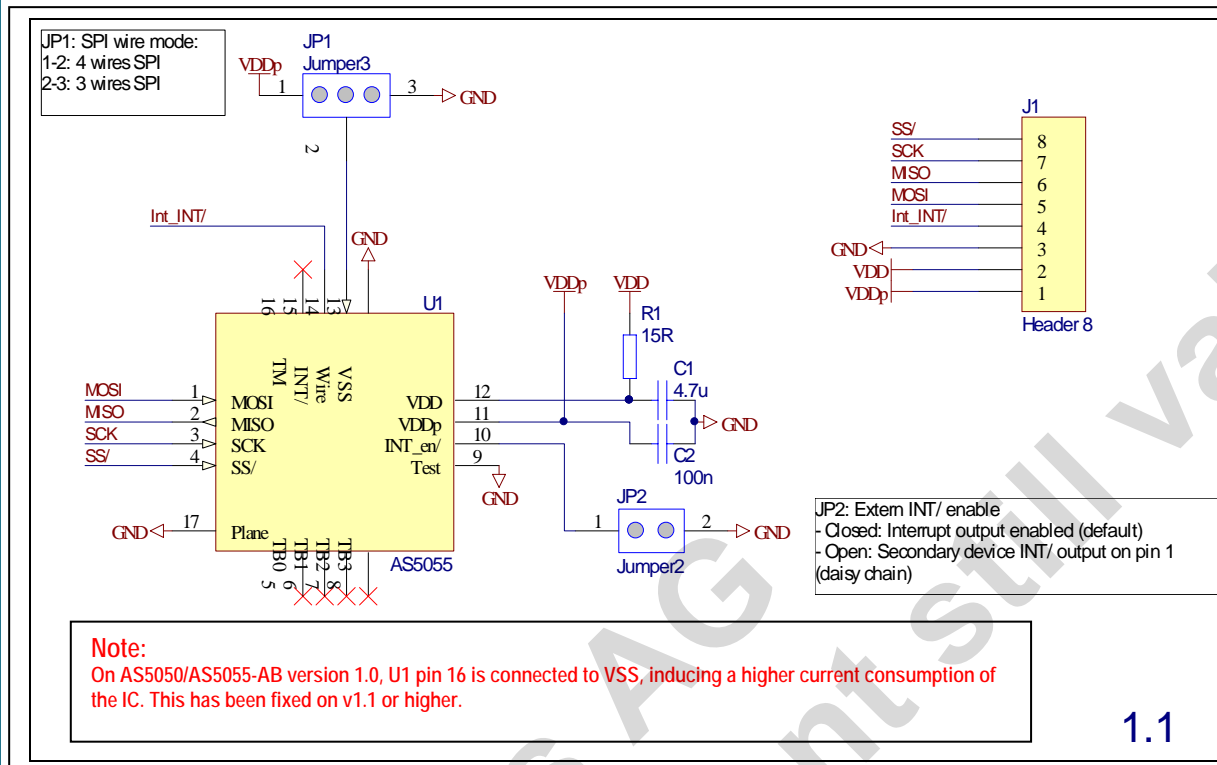 JP1: SPI wire mode:
1-2: 4 wires SPI
2-3: 3 wires SPI
JP1
Jumper3
VDDp
1
3
GND
2
Int_INT/
GND
16
15
14
13
U1
TM
INT/
Wire
VSS
MOSI
1
MOSI
MISO
2
MISO
SCK
3
SCK
SS/
4
SS/
GND
17
Plane
VDD
12
VDDp
11
INT_en/
10
Test
9
GND
TB0
TB1
TB2
TB3
5
6
7
8
AS5055
VDDp
VDD
R1
15R
C1
4.7u
GND
C2
100n
JP2
1
2
GND
Jumper2
J1
SS/
8
SCK
7
MISO
6
MOSI
5
Int_INT/
4
GND
3
VDD
2
VDDp
1
Header 8
JP2: Extern INT/ enable
- Closed: Interrupt output enabled (default)
- Open: Secondary device INT/ output on pin 1
(daisy chain)
Note:
On AS5050/AS5055-AB version 1.0, U1 pin 16 is connected to VSS, inducing a higher current consumption of
the IC. This has been fixed on v1.1 or higher.
1.1
AG
still